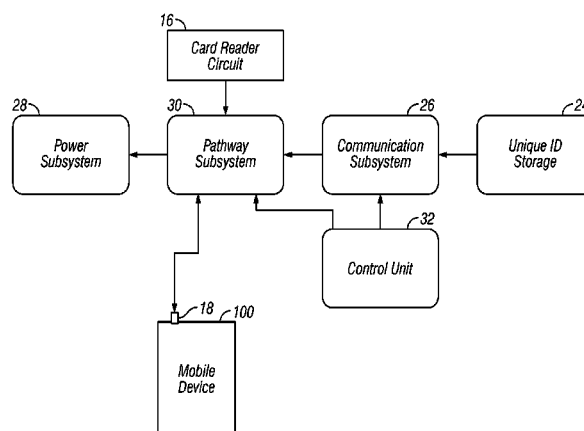 16
Card Reader
Circuit
28
30
26
24
Power
Subsystem
Pathway
Subsystem
Communication
Subsystem
Unique ID
Storage
32
Control Unit
18
100
Mobile
Device